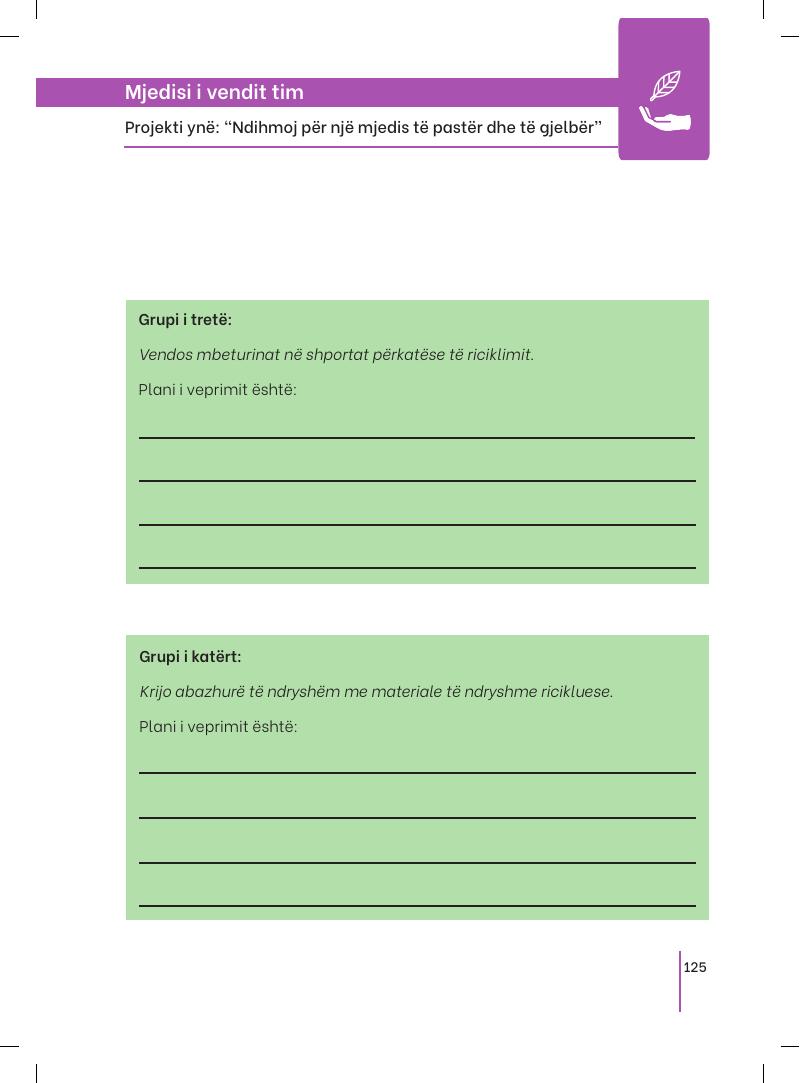 Mjedisi i vendit tim
Projekti ynë: “Ndihmoj për një mjedis të pastër dhe të gjelbër”
Grupi i tretë:
Vendos mbeturinat në shportat përkatëse të riciklimit.
Plani i veprimit është:
Grupi i katërt:
Krijo abazhurë të ndryshëm me materiale të ndryshme ricikluese.
Plani i veprimit është:
125